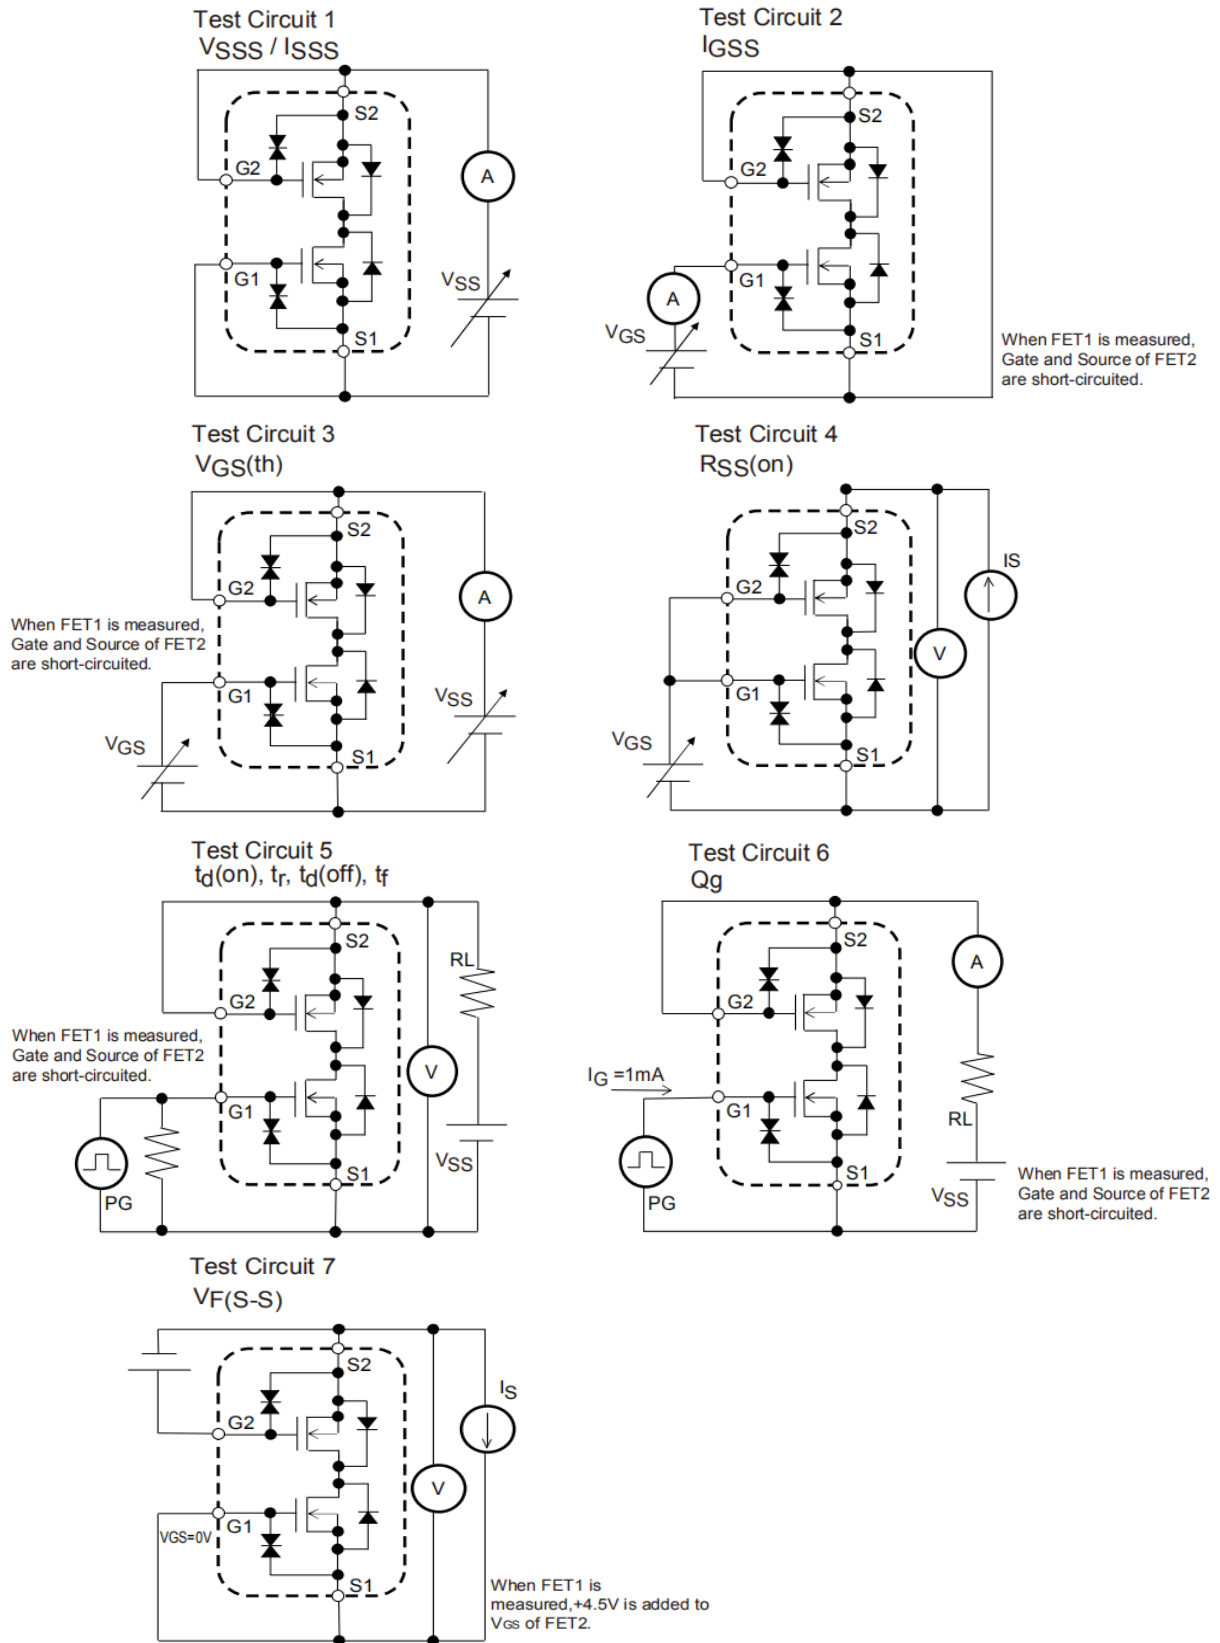 Test Circuit 1
VSSS / ISSS
S2
G2
A
G1
VSS
S1
Test Circuit 2
IGSS
S2
G2
G1
A
VGS
S1
When FET1 is measured,
Gate and Source of FET2
are short-circuited.
Test Circuit 3
VGS(th)
S2
G2
A
When FET1 is measured,
Gate and Source of FET2
are short-circuited.
G1
VSS
VGS
S1
Test Circuit 4
RSS(on)
S2
IS
G2
V
G1
VGS
S1
Test Circuit 5
td(on), tr, td(off), tf
S2
RL
G2
When FET1 is measured,
Gate and Source of FET2
are short-circuited.
V
G1
VSS
S1
PG
Test Circuit 6
Qg
S2
A
G2
IG =1mA
G1
RL
S1
VSS
PG
When FET1 is measured,
Gate and Source of FET2
are short-circuited.
Test Circuit 7
VF(S-S)
S2
IS
G2
V
G1
VGS=0V
S1
When FET1 is
measured,+4.5V is added to
VGS of FET2.